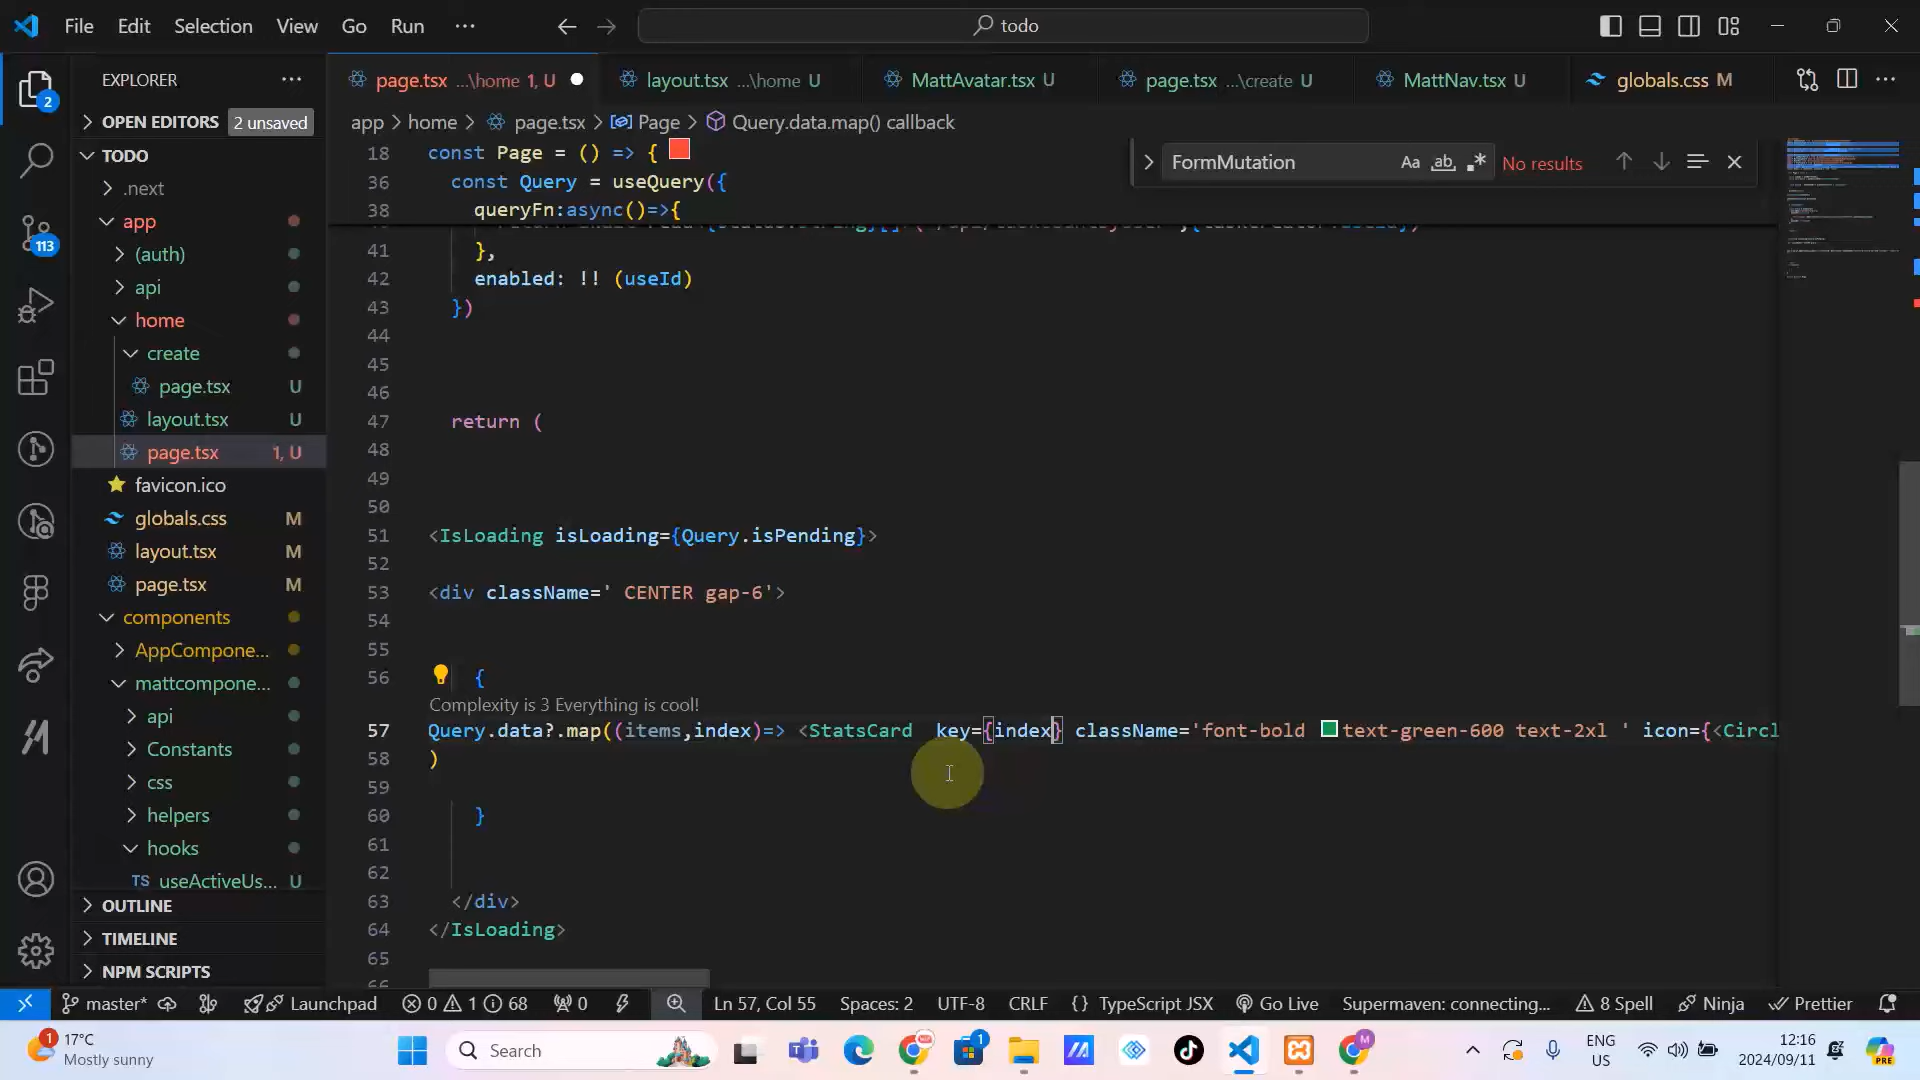 File Edit Selection View Go Run ··· todo
EXPLORER
OPEN EDITORS 2 unsaved
TODO
.next
app
(auth)
api
home
create
page.tsx U
layout.tsx U
page.tsx 1, U
favicon.ico
globals.css M
layout.tsx M
page.tsx M
components
AppCompone...
mattcompone...
api
Constants
css
helpers
hooks
TS useActiveUs... U
OUTLINE
TIMELINE
NPM SCRIPTS
2
113
page.tsx ...\home 1, U
layout.tsx ...\home U
MattAvatar.tsx U
page.tsx ...\create U
MattNav.tsx U
globals.css M
app > home > page.tsx > Page > Query.data.map() callback
FormMutation Aa ab, .* No results
18 const Page = () => {
36 const Query = useQuery({
38 queryFn:async()=>{
41 },
42 enabled: !! (useId)
43 })
44
45
46
47 return (
48
49
50
51 <IsLoading isLoading={Query.isPending}>
52
53 <div className=' CENTER gap-6'>
54
55
56 {
Complexity is 3 Everything is cool!
57 Query.data?.map((items,index)=> <StatsCard key={index} className='font-bold text-green-600 text-2xl ' icon={<Circl
58 )
59
60 }
61
62
63 </div>
64 </IsLoading>
65
master* Launchpad 0 1 68 0 Ln 57, Col 55 Spaces: 2 UTF-8 CRLF {} TypeScript JSX Go Live Supermaven: connecting... 8 Spell Ninja Prettier
1 17°C
Mostly sunny
Search
1
M
ENG
US
12:16
2024/09/11
PRE